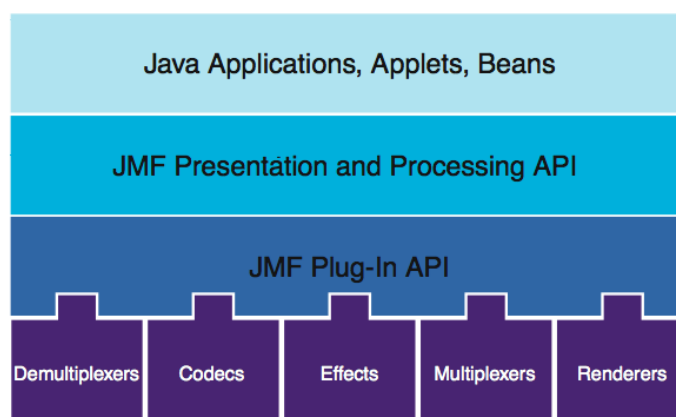 Java Applications, Applets, Beans
JMF Presentation and Processing API
JMF Plug-In API
Demultiplexers
Codecs
Effects
Multiplexers
Renderers